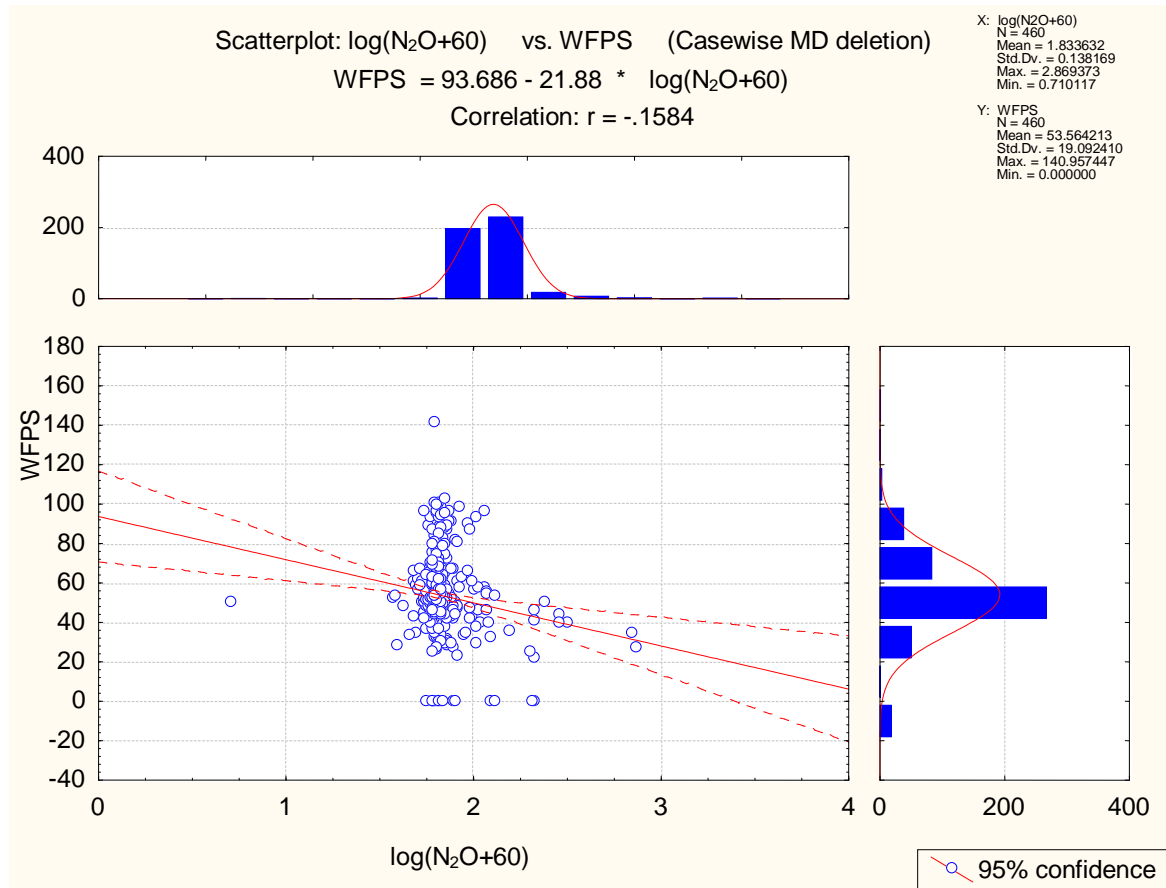 Scatterplot: log(N₂O+60) vs. WFPS (Casewise MD deletion)
WFPS = 93.686 - 21.88 * log(N₂O+60)
Correlation: r = -.1584
X: log(N2O+60)
N = 460
Mean = 1.833632
Std.Dv. = 0.138169
Max. = 2.869373
Min. = 0.710117
Y: WFPS
N = 460
Mean = 53.564213
Std.Dv. = 19.092410
Max. = 140.957447
Min. = 0.000000
400
200
0
180
160
140
120
100
80
60
40
20
0
-20
-40
WFPS
0 1 2 3 4
log(N₂O+60)
0 200 400
95% confidence